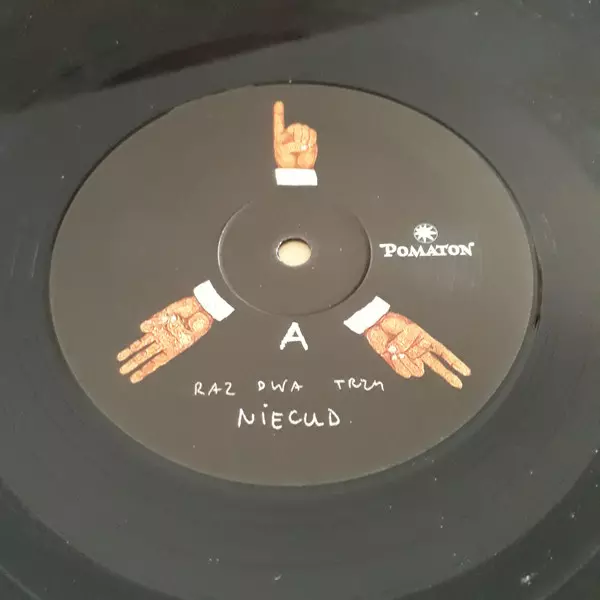 POMATON
A
RAZ DWA TRZY
NIECUD